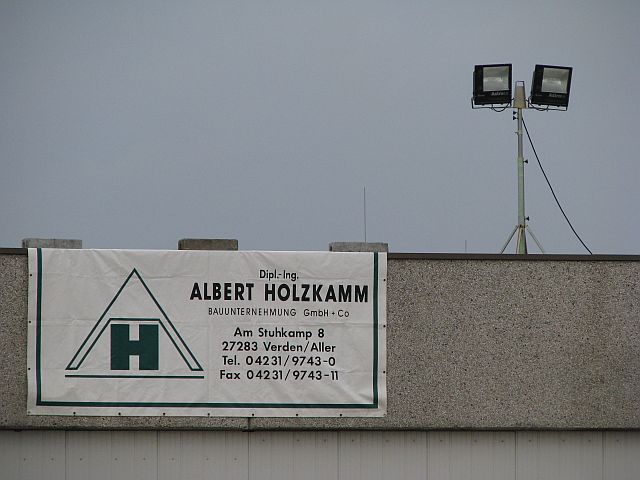 Dipl.-Ing.
ALBERT HOLZKAMM
BAUUNTERNEHMUNG GmbH + Co
Am Stuhkamp 8
27283 Verden/Aller
Tel. 04231/9743-0
Fax 04231/9743-11
H